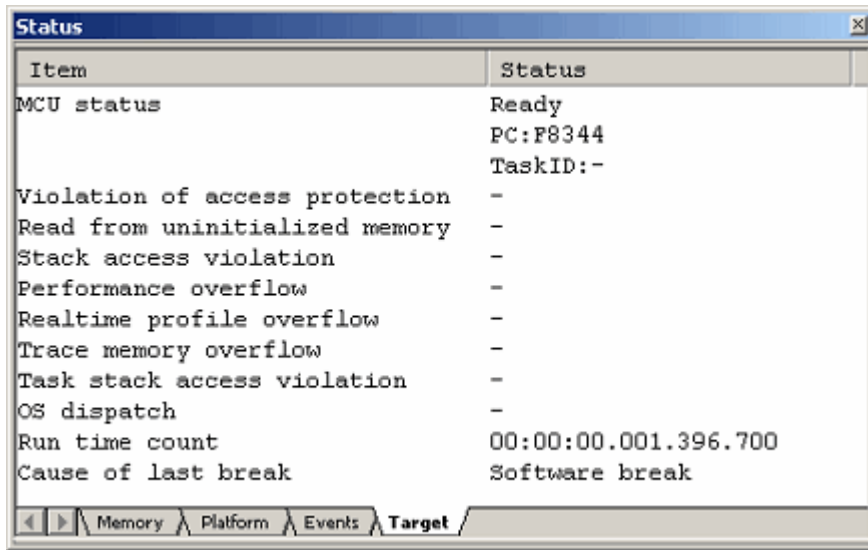 Status
Item Status
MCU status Ready
PC:F8344
TaskID:-
Violation of access protection -
Read from uninitialized memory -
Stack access violation -
Performance overflow -
Realtime profile overflow -
Trace memory overflow -
Task stack access violation -
OS dispatch -
Run time count 00:00:00.001.396.700
Cause of last break Software break
Memory Platform Events Target